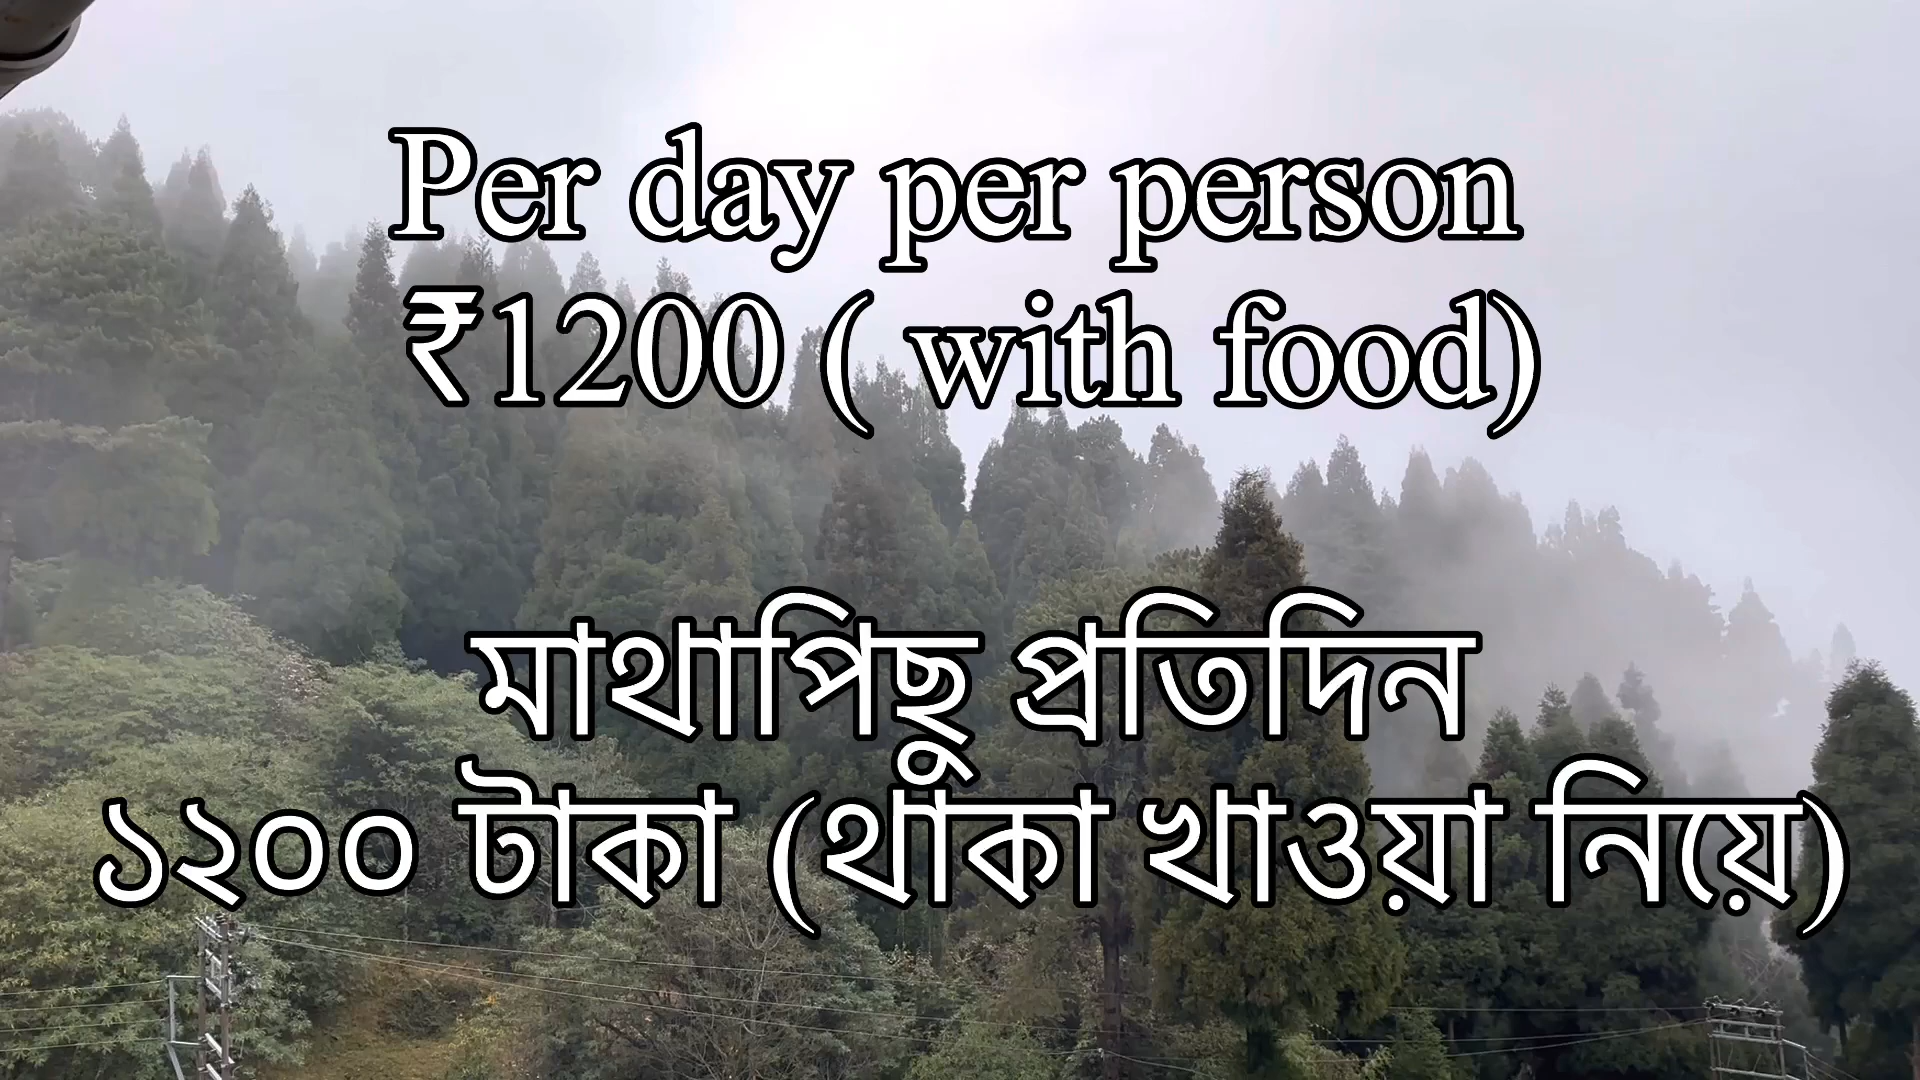 Per day per person
₹1200 ( with food)
মাথাপিছু প্রতিদিন
১২০০ টাকা (থাকা খাওয়া নিয়ে)